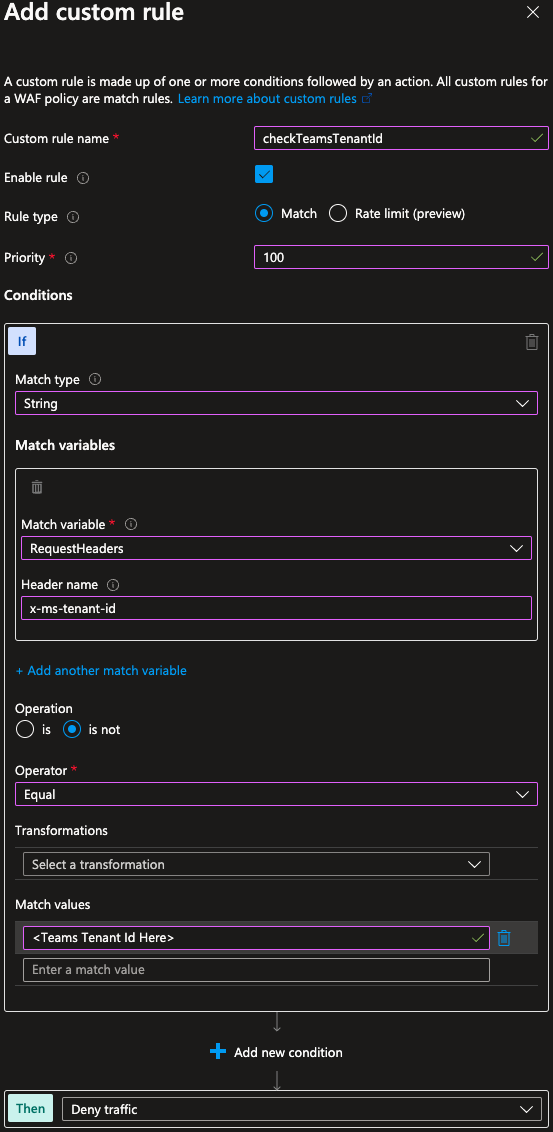 Add custom rule
A custom rule is made up of one or more conditions followed by an action. All custom rules for
a WAF policy are match rules. Learn more about custom rules
Custom rule name *
checkTeamsTenantId
Enable rule
Rule type
Match
Rate limit (preview)
Priority *
100
Conditions
If
Match type
String
Match variables
Match variable *
RequestHeaders
Header name
x-ms-tenant-id
+ Add another match variable
Operation
is
is not
Operator *
Equal
Transformations
Select a transformation
Match values
<Teams Tenant Id Here>
Enter a match value
Add new condition
Then
Deny traffic